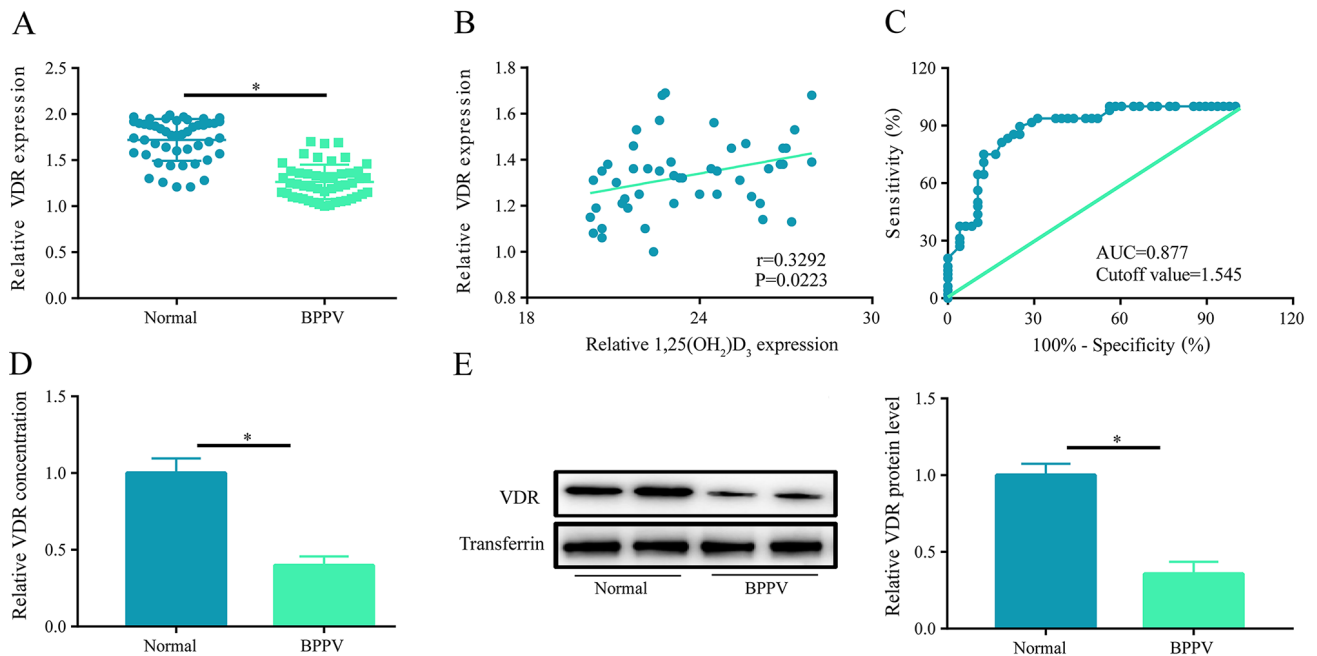 A
Relative VDR expression
2.5
2.0
1.5
1.0
0.5
0.0
*
Normal
BPPV
B
Relative VDR expression
1.8
1.6
1.4
1.2
1.0
0.8
r=0.3292
P=0.0223
18
24
30
Relative 1,25(OH₂)D₃ expression
C
Sensitivity (%)
120
90
60
30
0
AUC=0.877
Cutoff value=1.545
0
30
60
90
120
100% - Specificity (%)
D
Relative VDR concentration
1.5
1.0
0.5
0.0
*
Normal
BPPV
E
VDR
Transferrin
Normal
BPPV
Relative VDR protein level
1.5
1.0
0.5
0.0
*
Normal
BPPV